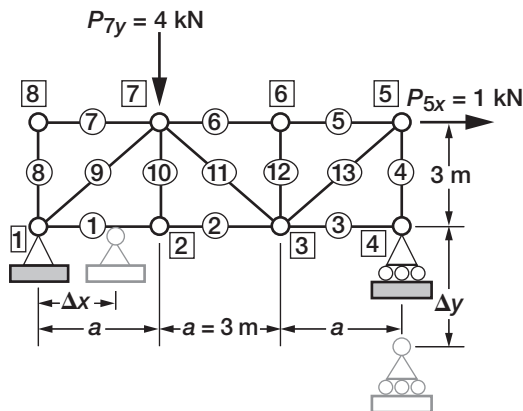 P7y = 4 kN
8 7 6 5
P5x = 1 kN
7 6 5
8 9 10 11 12 13 4 3 m
1 1 2 2 3 3 4
Δx Δy
a a = 3 m a